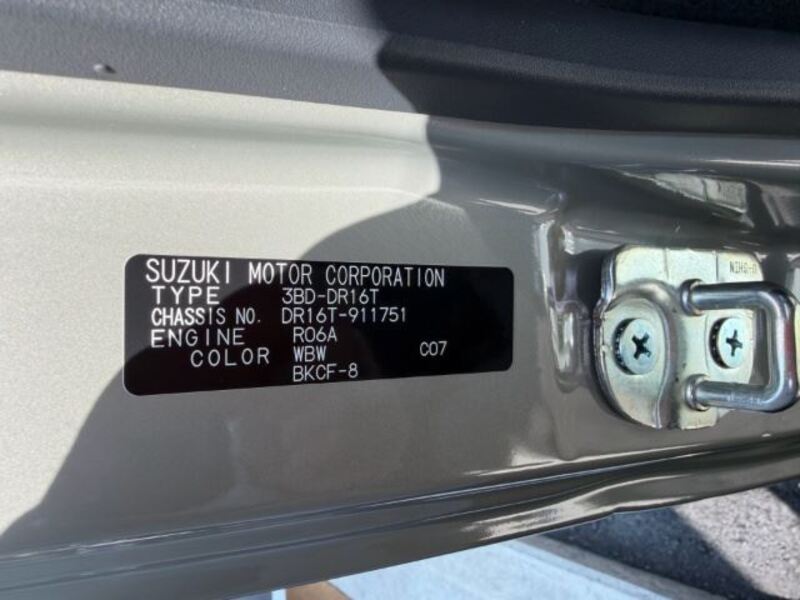 SUZUKI MOTOR CORPORATION
TYPE 3BD-DR16T
CHASSIS NO. DR16T-911751
ENGINE R06A
COLOR WBW C07
BKCF-8